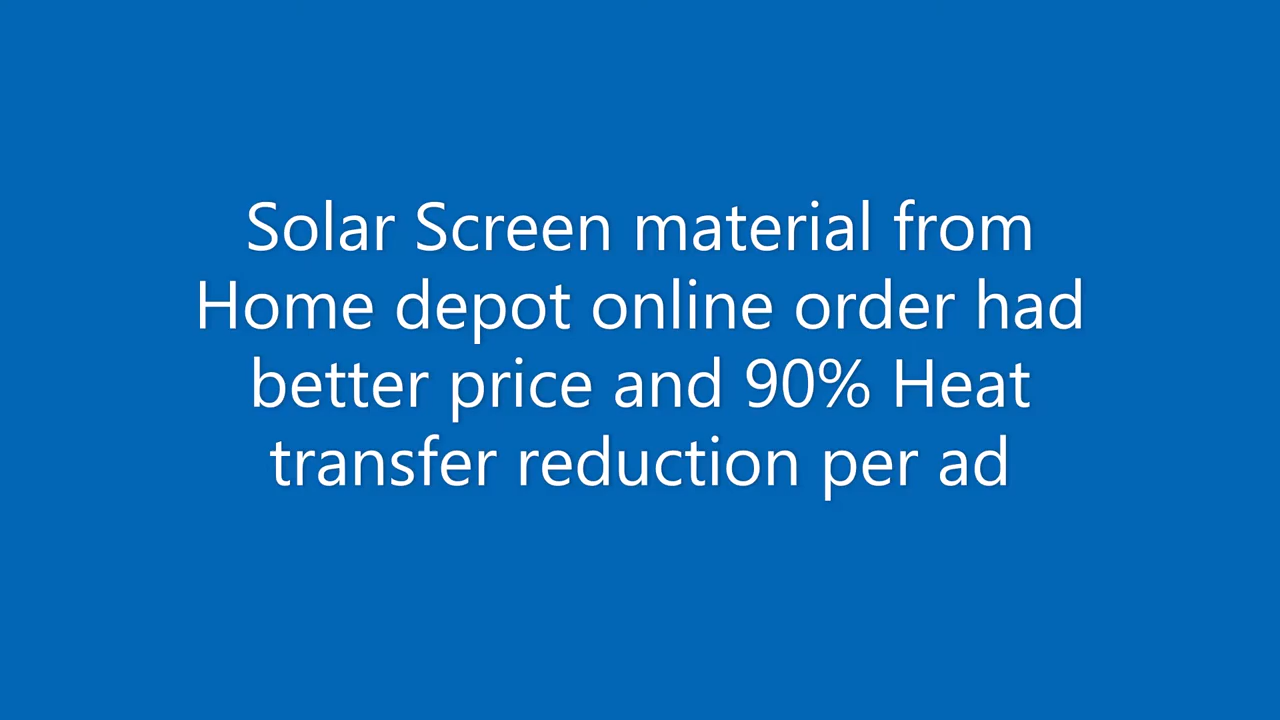 Solar Screen material from
Home depot online order had
better price and 90% Heat
transfer reduction per ad